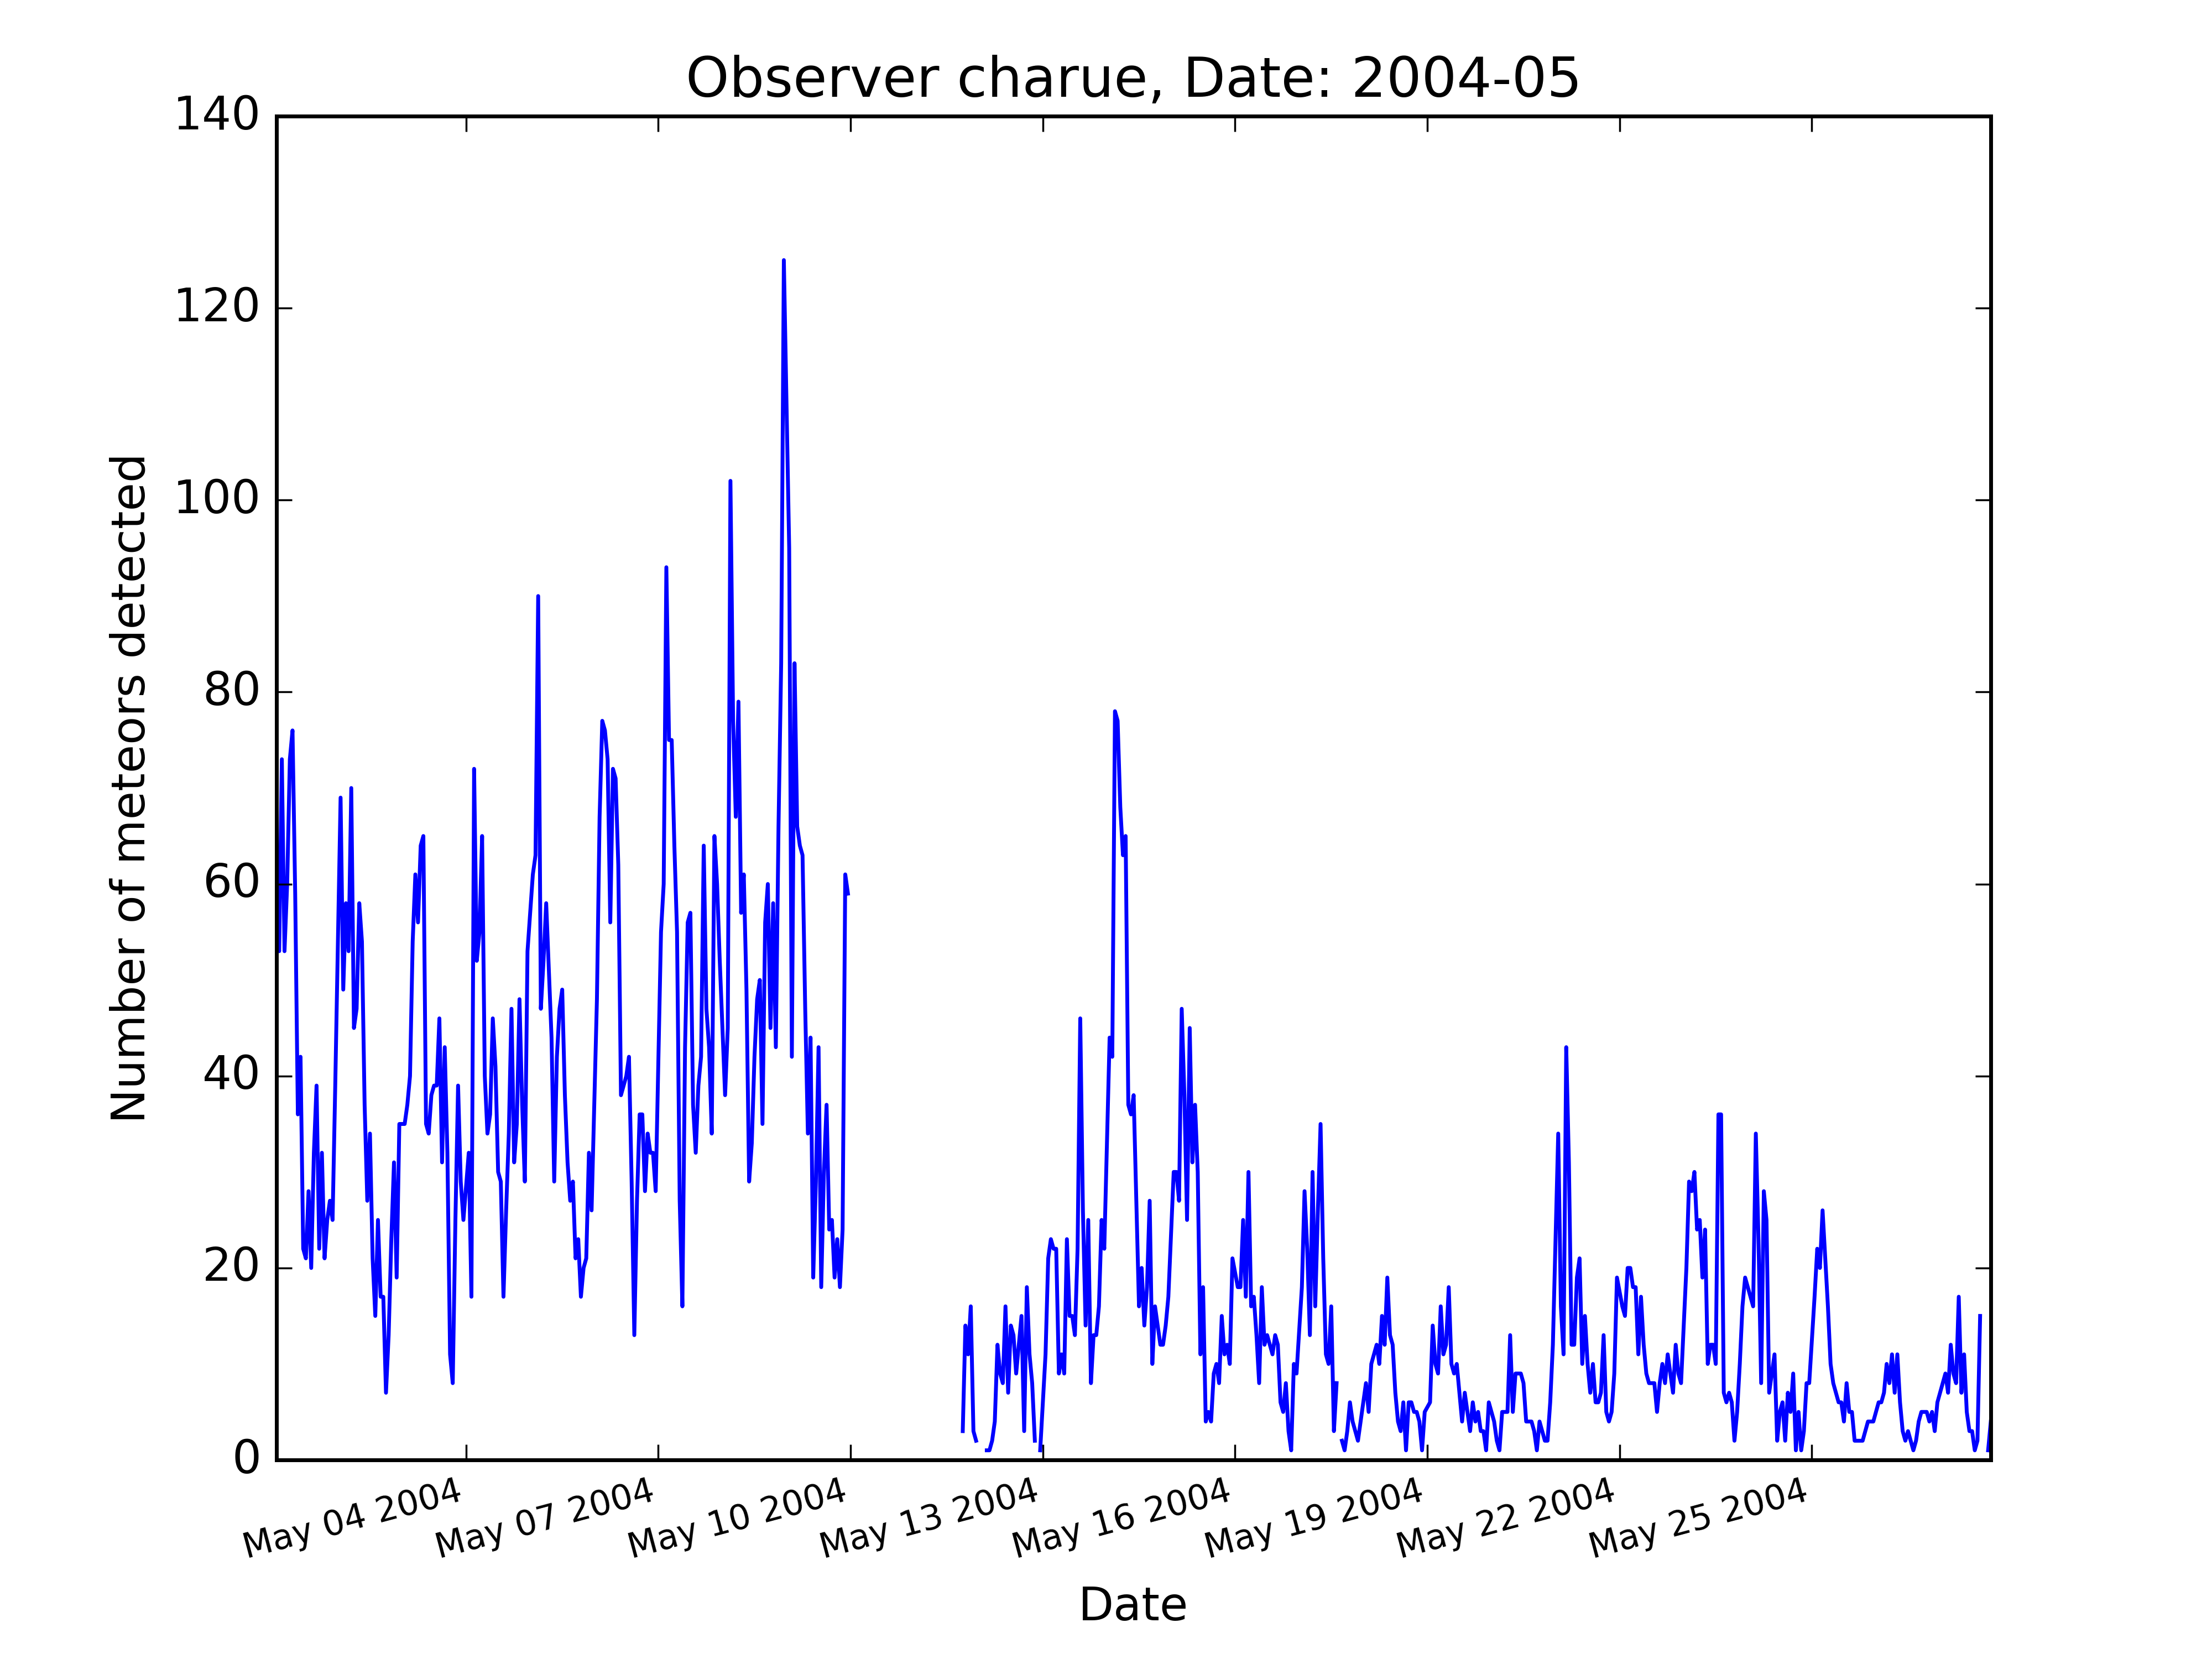 Observer charue, Date: 2004-05
140
120
100
80
60
40
20
0
Number of meteors detected
May 04 2004
May 07 2004
May 10 2004
May 13 2004
May 16 2004
May 19 2004
May 22 2004
May 25 2004
Date